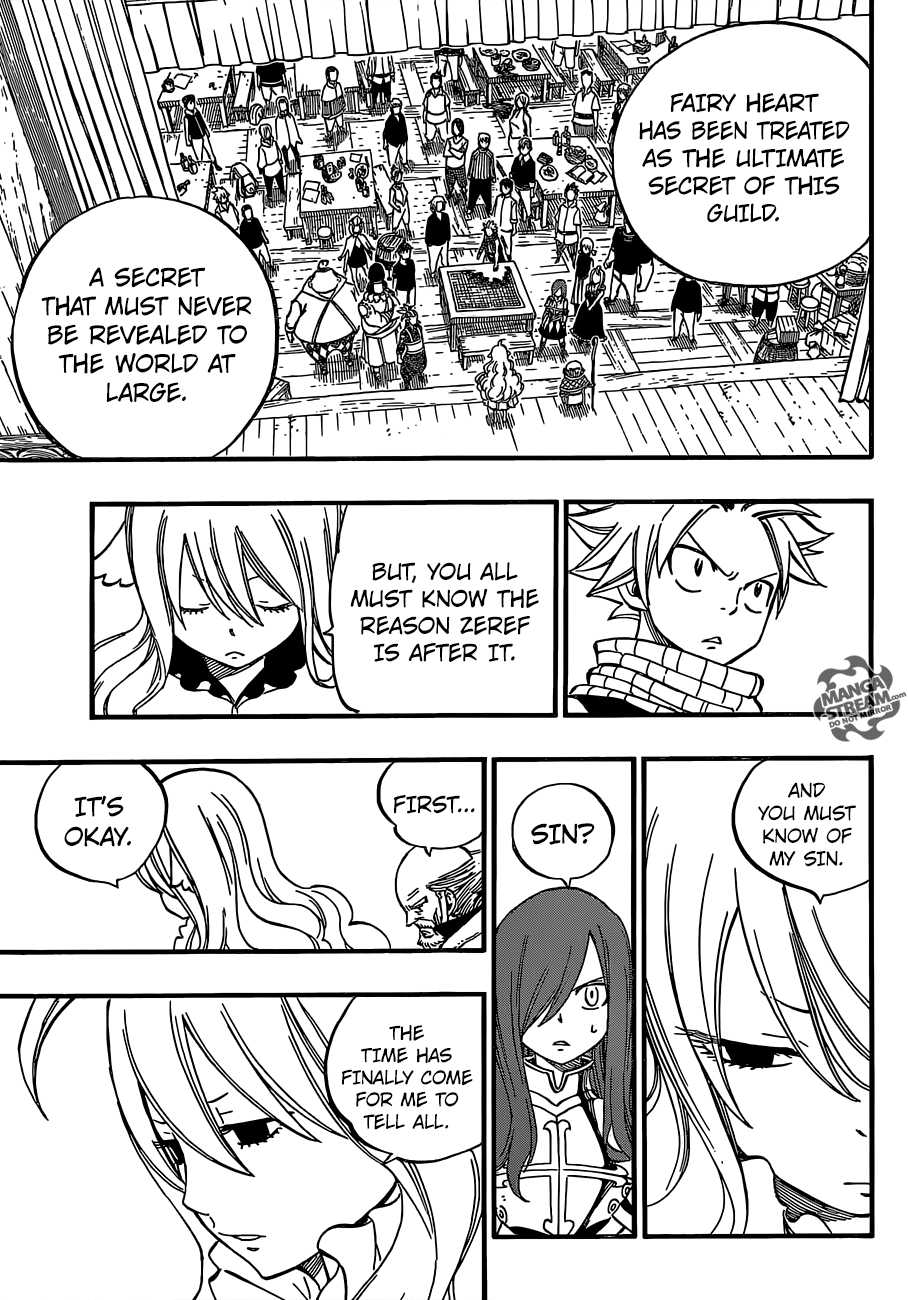 FAIRY HEART
HAS BEEN TREATED
AS THE ULTIMATE
SECRET OF THIS
GUILD.
A SECRET
THAT MUST NEVER
BE REVEALED TO
THE WORLD AT
LARGE.
BUT, YOU ALL
MUST KNOW THE
REASON ZEREF
IS AFTER IT.
MANGA
STREAM.com
DO NOT MIRROR
AND
YOU MUST
KNOW OF
MY SIN.
SIN?
FIRST...
IT'S
OKAY.
THE
TIME HAS
FINALLY COME
FOR ME TO
TELL ALL.